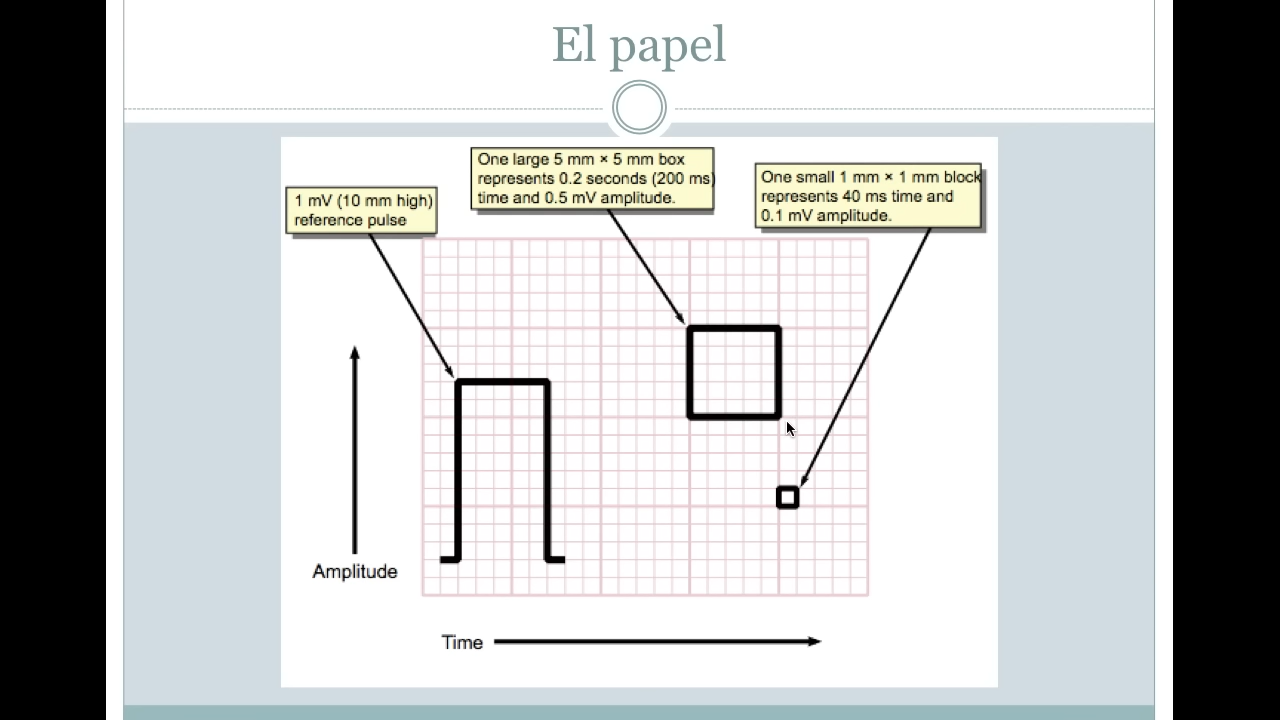 El papel
1 mV (10 mm high)
reference pulse
One large 5 mm × 5 mm box
represents 0.2 seconds (200 ms)
time and 0.5 mV amplitude.
One small 1 mm × 1 mm block
represents 40 ms time and
0.1 mV amplitude.
Amplitude
Time